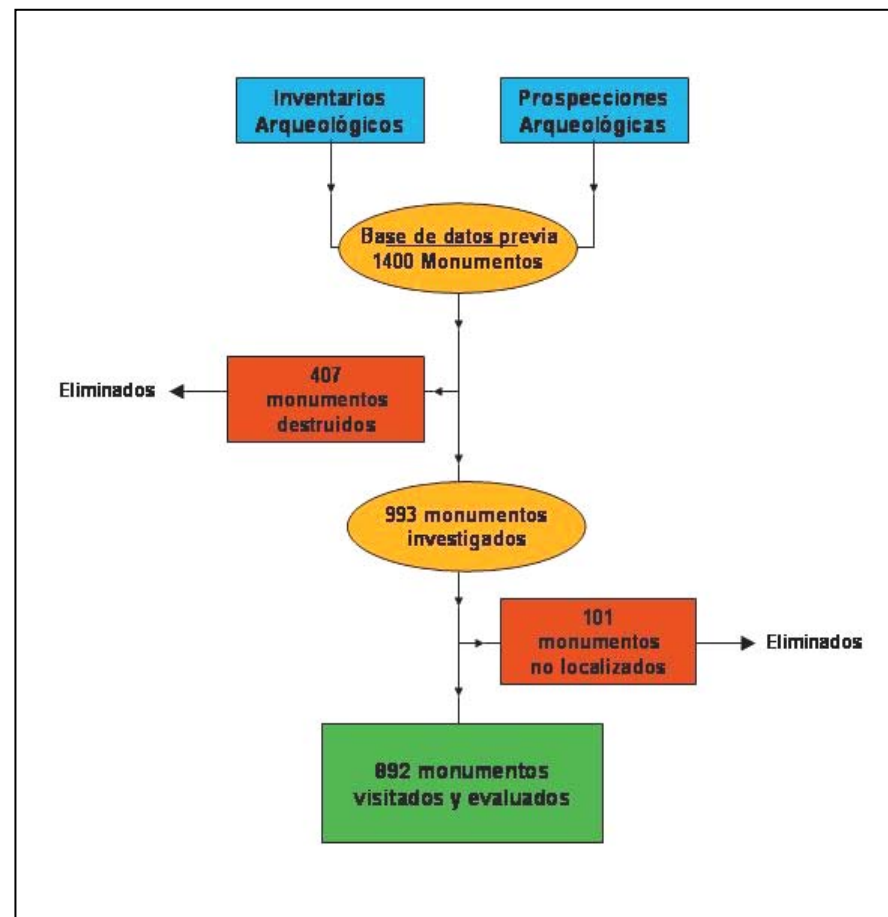 Inventarios
Arqueológicos
Prospecciones
Arqueológicas
Base de datos previa
1400 Monumentos
407
monumentos
destruidos
Eliminados
993 monumentos
investigados
101
monumentos
no localizados
Eliminados
892 monumentos
visitados y evaluados